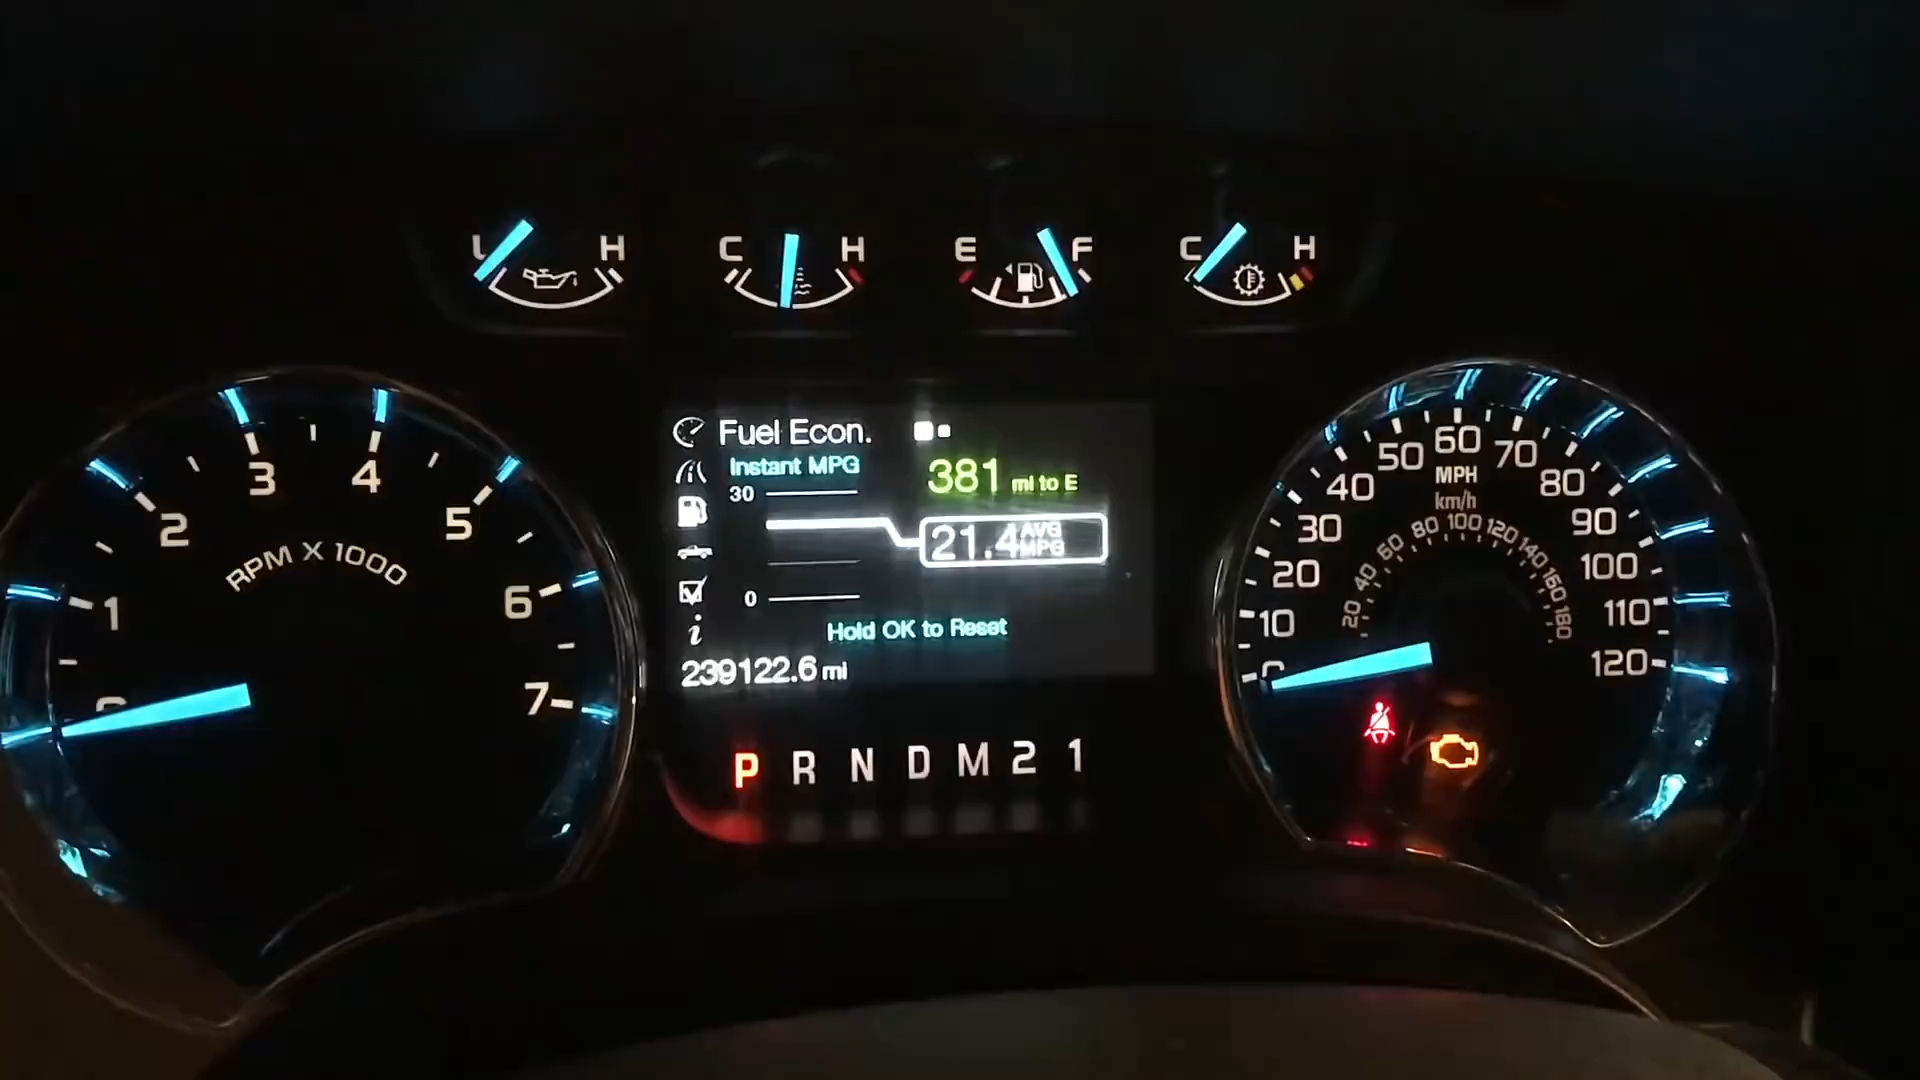 L H
C H
E F
C H
Fuel Econ.
Instant MPG
30
0
381 mi to E
21.4 AVG MPG
Hold OK to Reset
239122.6 mi
P R N D M 2 1
1 2 3 4 5 6 7
RPM X 1000
10 20 30 40 50 60 70 80 90 100 110 120
MPH
km/h
20 40 60 80 100 120 140 160 180